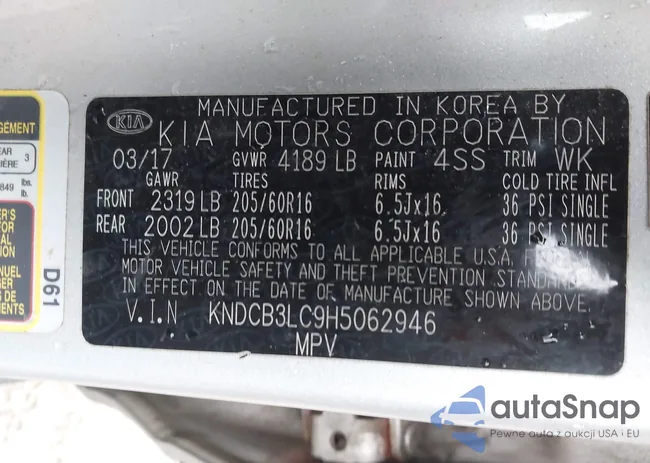 MANUFACTURED IN KOREA BY
KIA KIA MOTORS CORPORATION
03/17 GVWR 4189 LB PAINT 4SS TRIM WK
GAWR TIRES RIMS COLD TIRE INFL
FRONT 2319 LB 205/60R16 6.5Jx16 36 PSI SINGLE
REAR 2002 LB 205/60R16 6.5Jx16 36 PSI SINGLE
THIS VEHICLE CONFORMS TO ALL APPLICABLE U.S.A.
MOTOR VEHICLE SAFETY AND THEFT PREVENTION
IN EFFECT ON THE DATE OF MANUFACTURE SHOWN ABOVE.
V.I.N KNDCB3LC9H5062946
MPV
D61
3
849 lbs.
autaSnap
Pewne auta z aukcji USA i EU